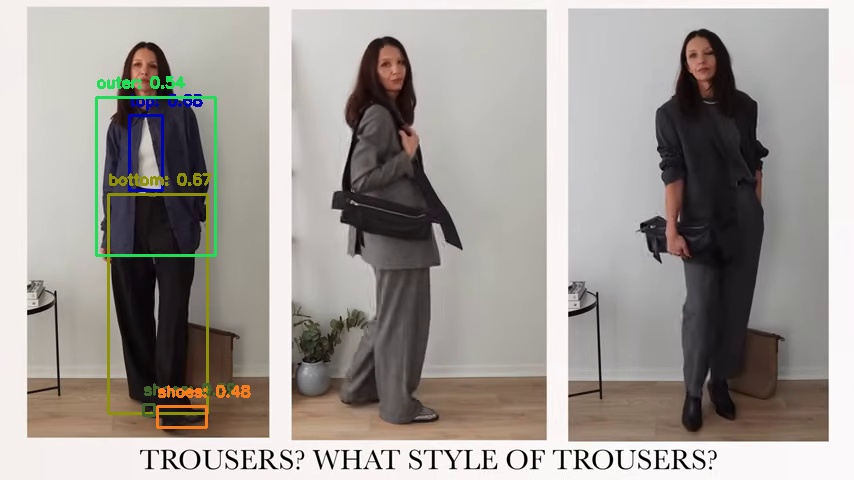 outer: 0.54
top: 0.68
bottom: 0.67
shoes: 0.48
TROUSERS? WHAT STYLE OF TROUSERS?